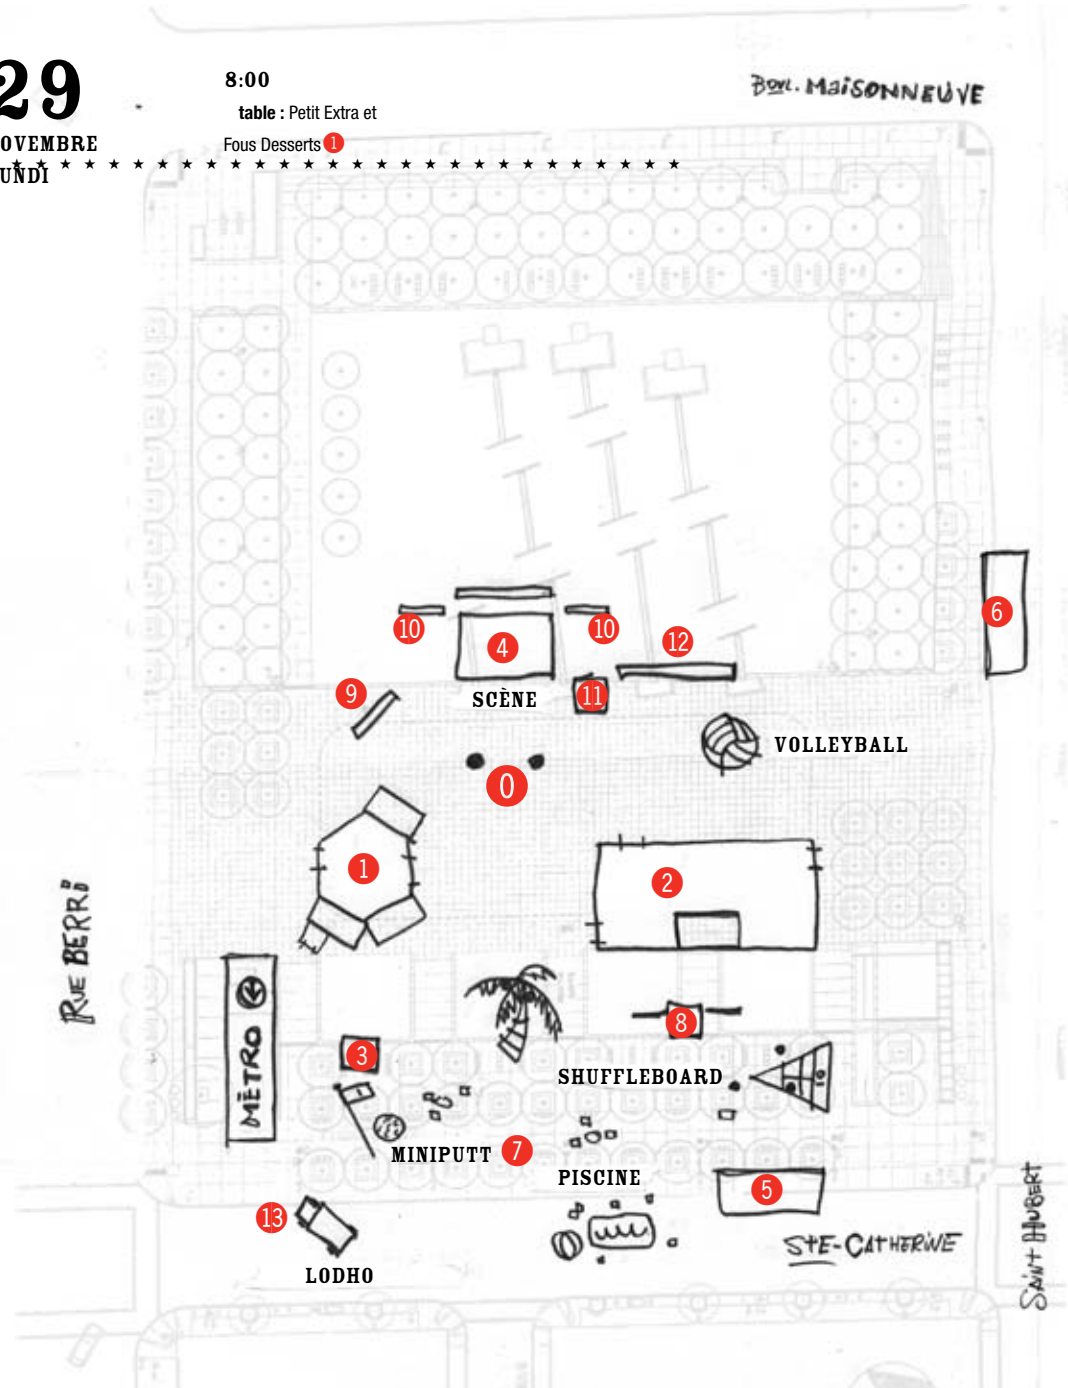 29
OVEMBRE
UNDI
8:00
table : Petit Extra et
Fous Desserts 1
BOUL. MAISONNEUVE
6
10
4
10
12
9
SCÈNE
11
VOLLEYBALL
0
1
2
RUE BERRI
MÉTRO
3
8
SHUFFLEBOARD
10
MINIPUTT 7
PISCINE
5
13
STE-CATHERINE
SAINT HUBERT
LODHO